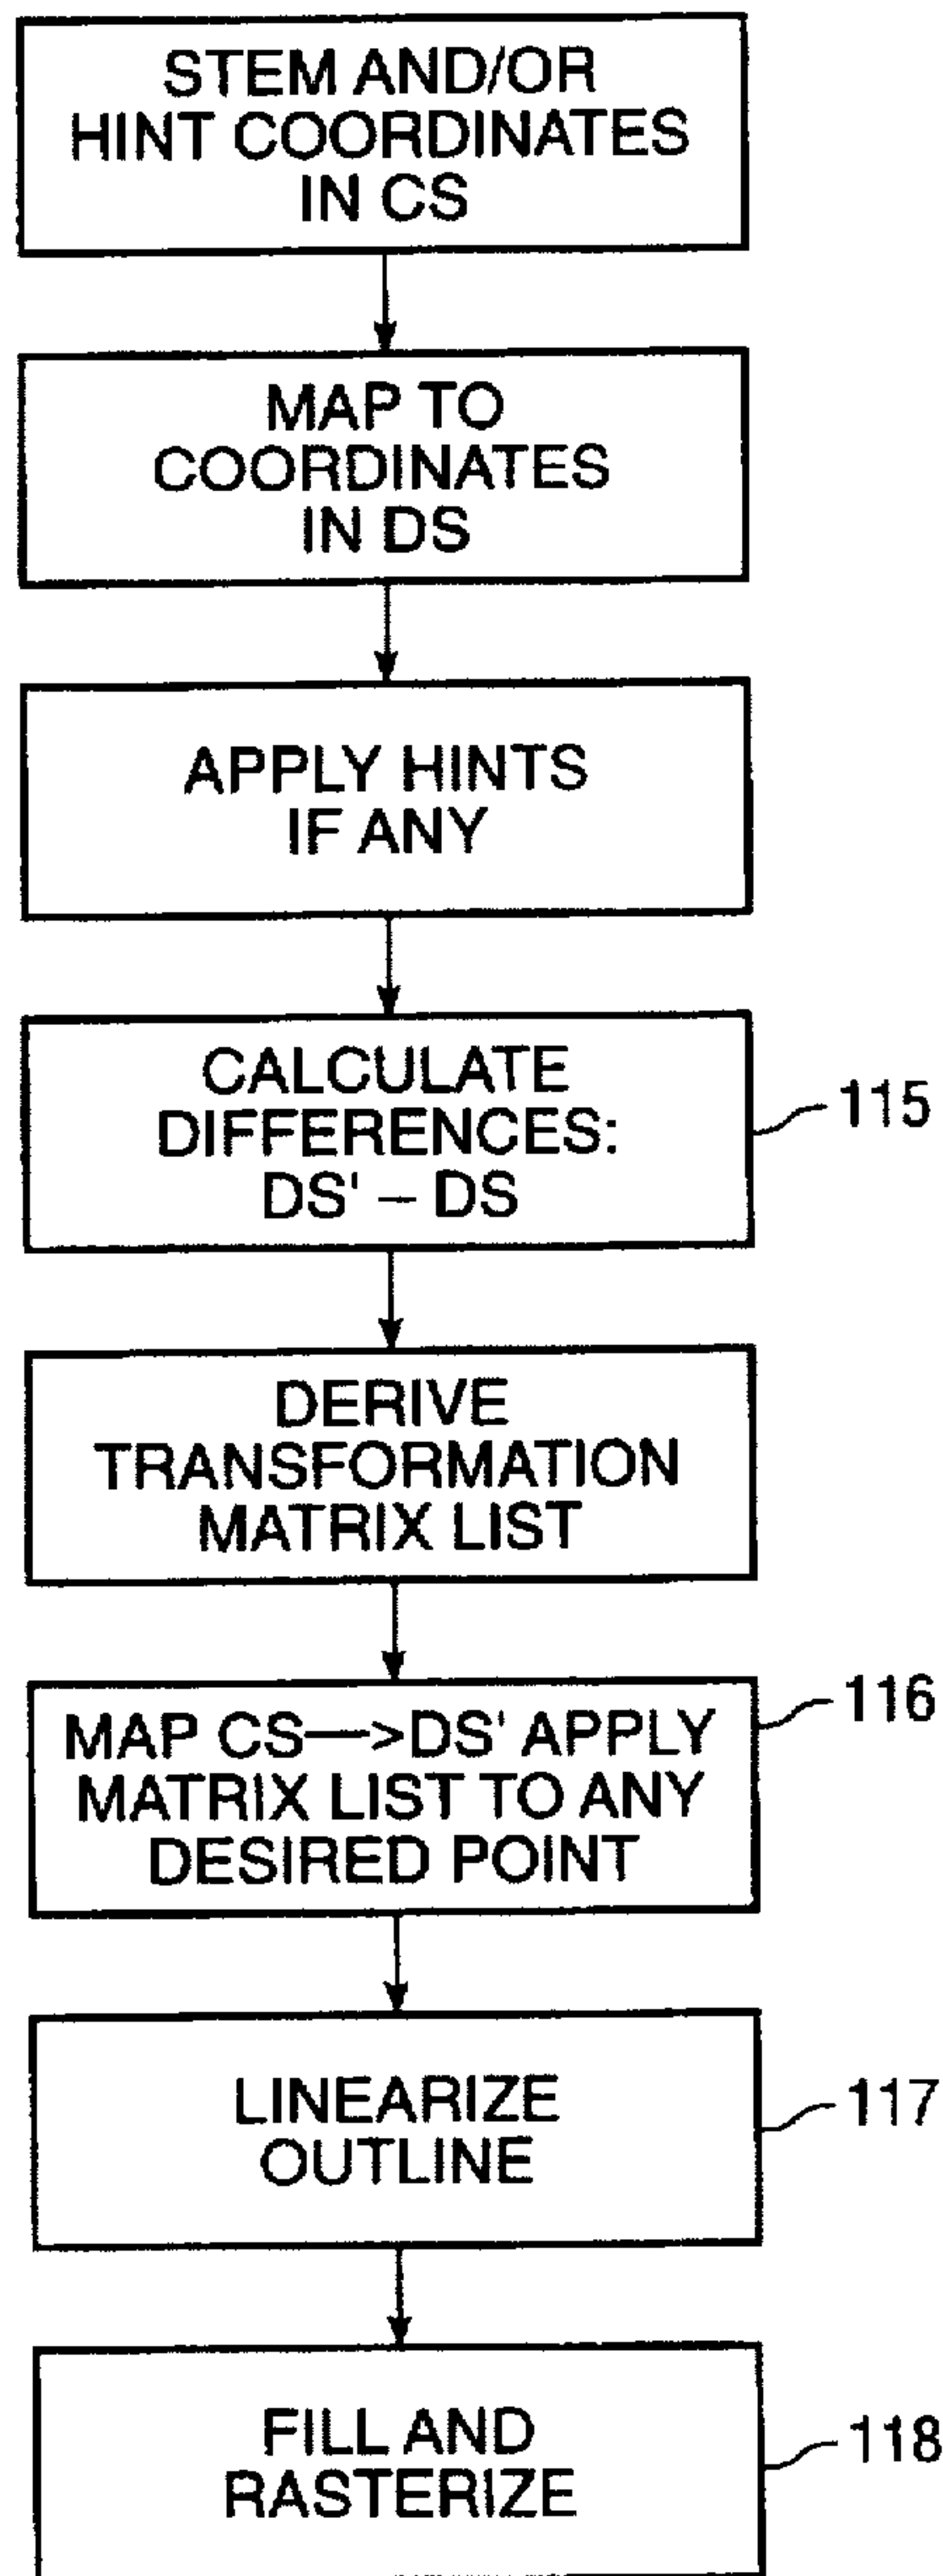 STEM AND/OR
HINT COORDINATES
IN CS
MAP TO
COORDINATES
IN DS
APPLY HINTS
IF ANY
CALCULATE
DIFFERENCES:
DS' – DS
115
DERIVE
TRANSFORMATION
MATRIX LIST
MAP CS—>DS' APPLY
MATRIX LIST TO ANY
DESIRED POINT
116
LINEARIZE
OUTLINE
117
FILL AND
RASTERIZE
118